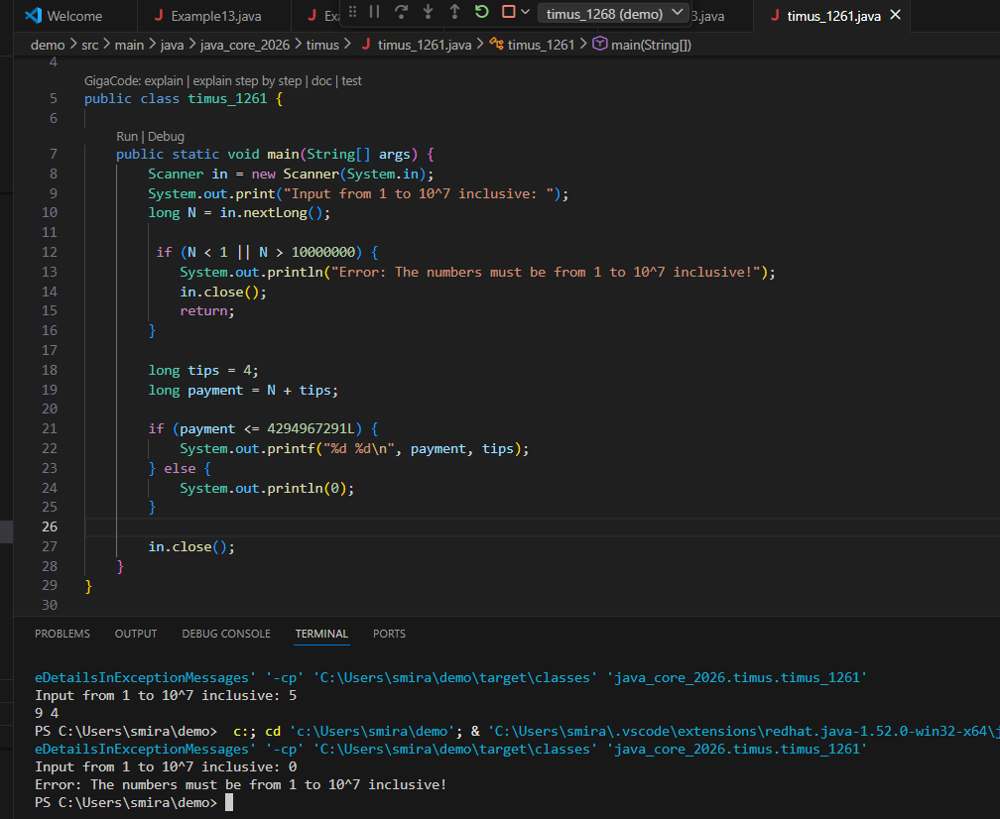 Welcome Example13.java Exa timus_1268 (demo) 3.java timus_1261.java
demo > src > main > java > java_core_2026 > timus > timus_1261.java > timus_1261 > main(String[])
4
GigaCode: explain | explain step by step | doc | test
5 public class timus_1261 {
6
Run | Debug
7 public static void main(String[] args) {
8 Scanner in = new Scanner(System.in);
9 System.out.print("Input from 1 to 10^7 inclusive: ");
10 long N = in.nextLong();
11
12 if (N < 1 || N > 10000000) {
13 System.out.println("Error: The numbers must be from 1 to 10^7 inclusive!");
14 in.close();
15 return;
16 }
17
18 long tips = 4;
19 long payment = N + tips;
20
21 if (payment <= 4294967291L) {
22 System.out.printf("%d %d\n", payment, tips);
23 } else {
24 System.out.println(0);
25 }
26
27 in.close();
28 }
29 }
30
PROBLEMS OUTPUT DEBUG CONSOLE TERMINAL PORTS
eDetailsInExceptionMessages' '-cp' 'C:\Users\smira\demo\target\classes' 'java_core_2026.timus.timus_1261'
Input from 1 to 10^7 inclusive: 5
9 4
PS C:\Users\smira\demo> c:; cd 'c:\Users\smira\demo'; & 'C:\Users\smira\.vscode\extensions\redhat.java-1.52.0-win32-x64\j
eDetailsInExceptionMessages' '-cp' 'C:\Users\smira\demo\target\classes' 'java_core_2026.timus.timus_1261'
Input from 1 to 10^7 inclusive: 0
Error: The numbers must be from 1 to 10^7 inclusive!
PS C:\Users\smira\demo>